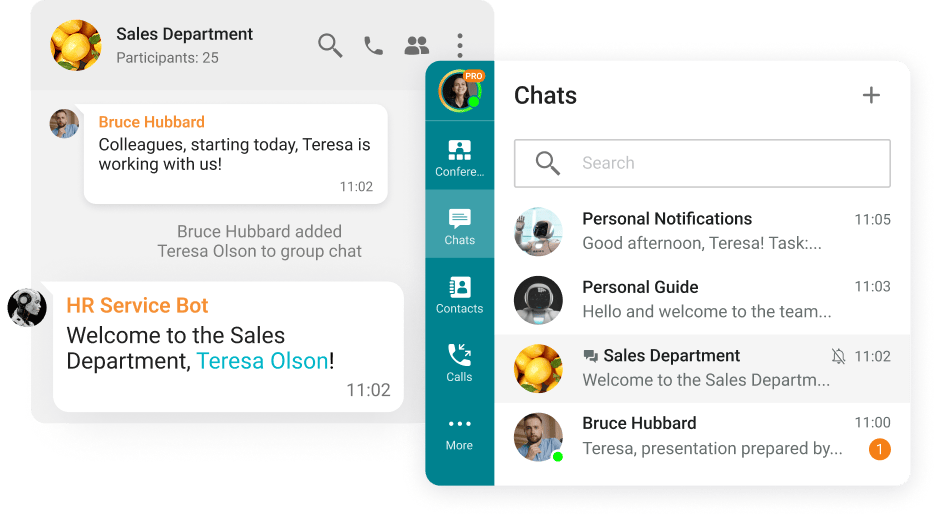 Sales Department
Participants: 25
Bruce Hubbard
Colleagues, starting today, Teresa is
working with us!
11:02
Bruce Hubbard added
Teresa Olson to group chat
HR Service Bot
Welcome to the Sales
Department, Teresa Olson!
11:02
PRO
Confere...
Chats
Contacts
Calls
More
Chats
Search
Personal Notifications 11:05
Good afternoon, Teresa! Task:...
Personal Guide 11:03
Hello and welcome to the team...
Sales Department 11:02
Welcome to the Sales Departm...
Bruce Hubbard 11:00
Teresa, presentation prepared by... 1